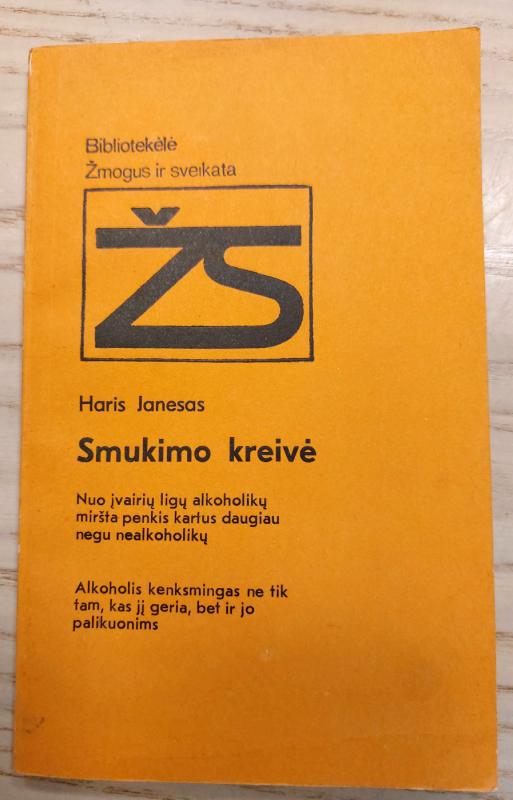 Bibliotekėlė
Žmogus ir sveikata
ŽS
Haris Janesas
Smukimo kreivė
Nuo įvairių ligų alkoholikų
miršta penkis kartus daugiau
negu nealkoholikų
Alkoholis kenksmingas ne tik
tam, kas jį geria, bet ir jo
palikuonims